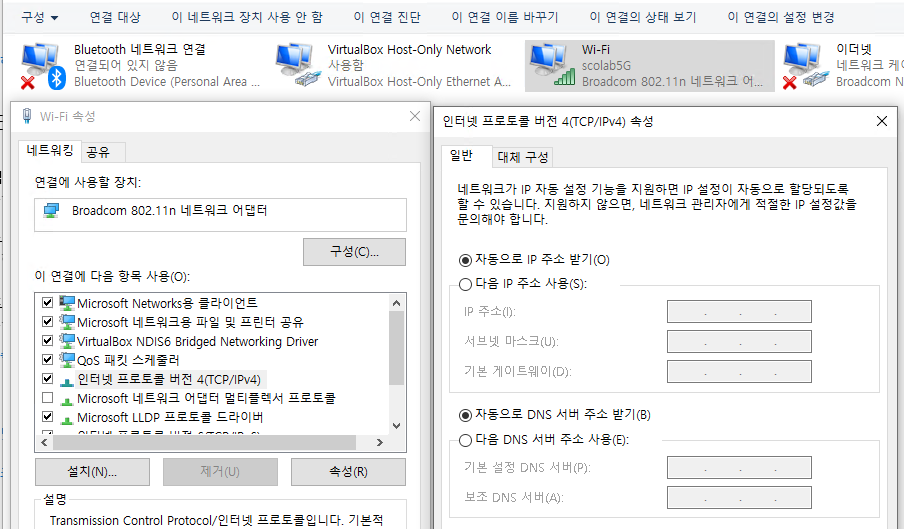 구성
연결 대상
이 네트워크 장치 사용 안 함
이 연결 진단
이 연결 이름 바꾸기
이 연결의 상태 보기
이 연결의 설정 변경
Bluetooth 네트워크 연결
연결되어 있지 않음
Bluetooth Device (Personal Area ...
VirtualBox Host-Only Network
사용함
VirtualBox Host-Only Ethernet A...
Wi-Fi
scolab5G
Broadcom 802.11n 네트워크 어...
이더넷
네트워크 케
Broadcom N
Wi-Fi 속성
네트워킹
공유
연결에 사용할 장치:
Broadcom 802.11n 네트워크 어댑터
구성(C)...
이 연결에 다음 항목 사용(O):
Microsoft Networks용 클라이언트
Microsoft 네트워크용 파일 및 프린터 공유
VirtualBox NDIS6 Bridged Networking Driver
QoS 패킷 스케줄러
인터넷 프로토콜 버전 4(TCP/IPv4)
Microsoft 네트워크 어댑터 멀티플렉서 프로토콜
Microsoft LLDP 프로토콜 드라이버
인터넷 프로토콜 버전 6(TCP/IPv6)
설치(N)...
제거(U)
속성(R)
설명
Transmission Control Protocol/인터넷 프로토콜입니다. 기본적
인터넷 프로토콜 버전 4(TCP/IPv4) 속성
일반
대체 구성
네트워크가 IP 자동 설정 기능을 지원하면 IP 설정이 자동으로 할당되도록
할 수 있습니다. 지원하지 않으면, 네트워크 관리자에게 적절한 IP 설정값을
문의해야 합니다.
자동으로 IP 주소 받기(O)
다음 IP 주소 사용(S):
IP 주소(I):
서브넷 마스크(U):
기본 게이트웨이(D):
자동으로 DNS 서버 주소 받기(B)
다음 DNS 서버 주소 사용(E):
기본 설정 DNS 서버(P):
보조 DNS 서버(A):